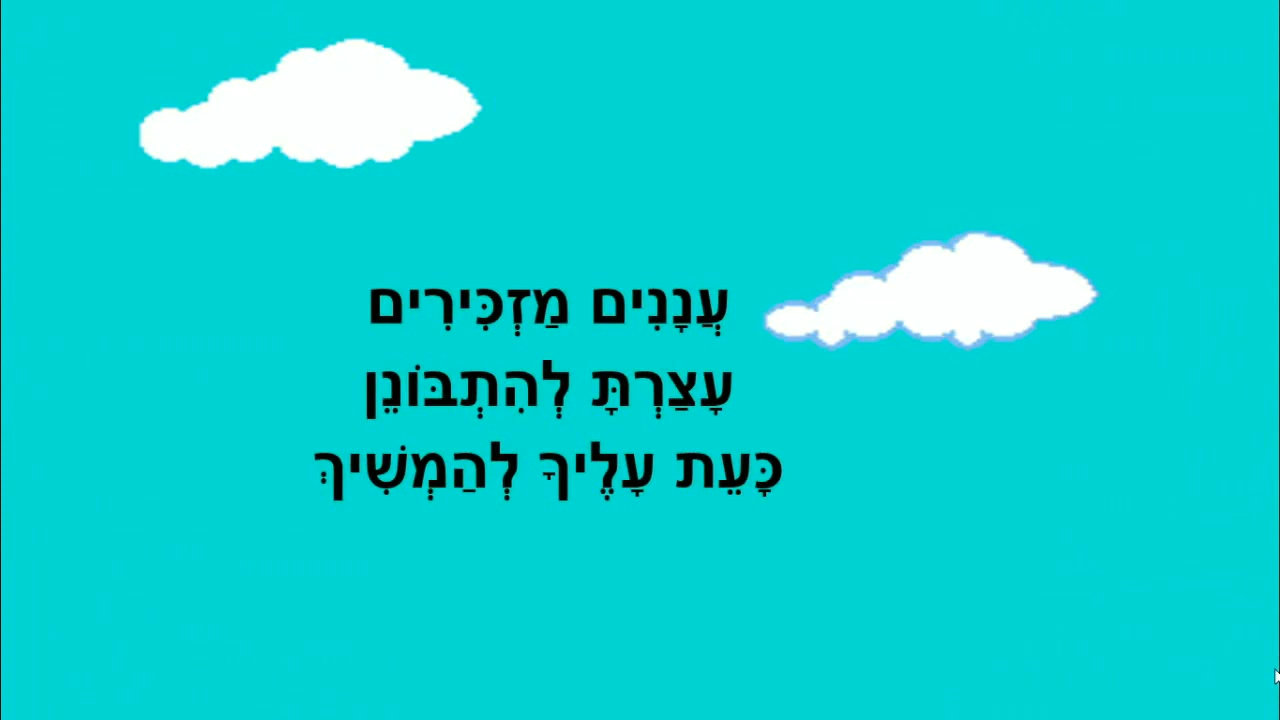 עֲנָנִים מַזְכִּירִים
עָצַרְתָּ לְהִתְבּוֹנֵן
כָּעֵת עָלֶיךָ לְהַמְשִׁיךְ